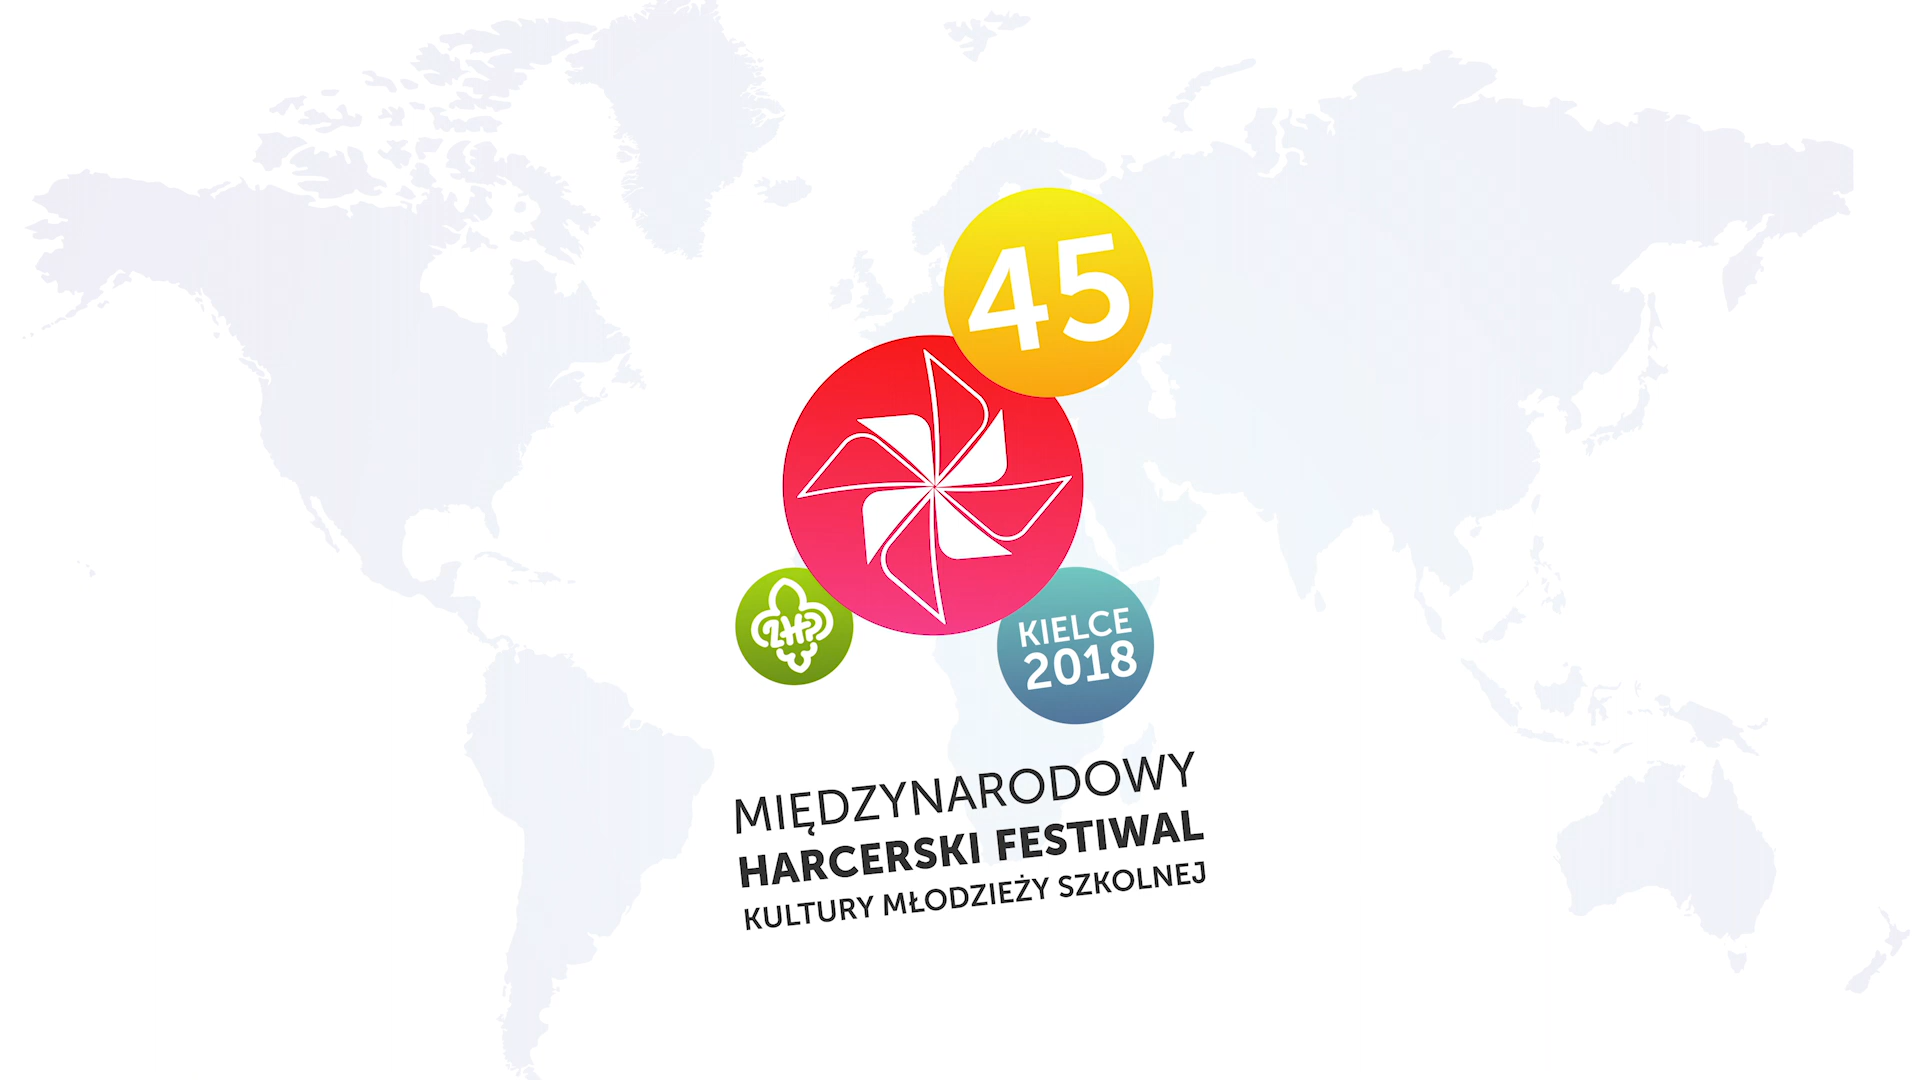 45
ZHP
KIELCE
2018
MIĘDZYNARODOWY
HARCERSKI FESTIWAL
KULTURY MŁODZIEŻY SZKOLNEJ